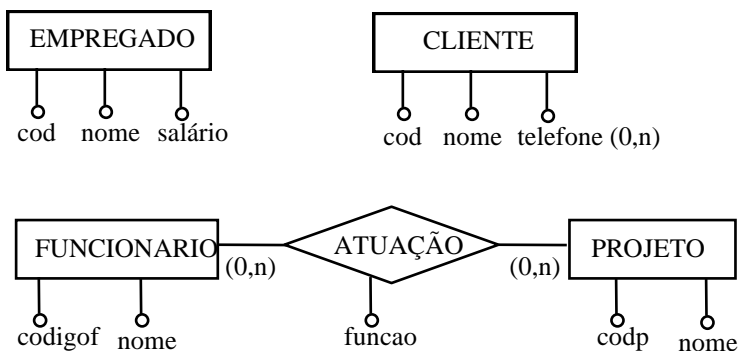 EMPREGADO
CLIENTE
cod nome salário
cod nome telefone (0,n)
FUNCIONARIO (0,n) ATUAÇÃO (0,n) PROJETO
codigof nome funcao codp nome